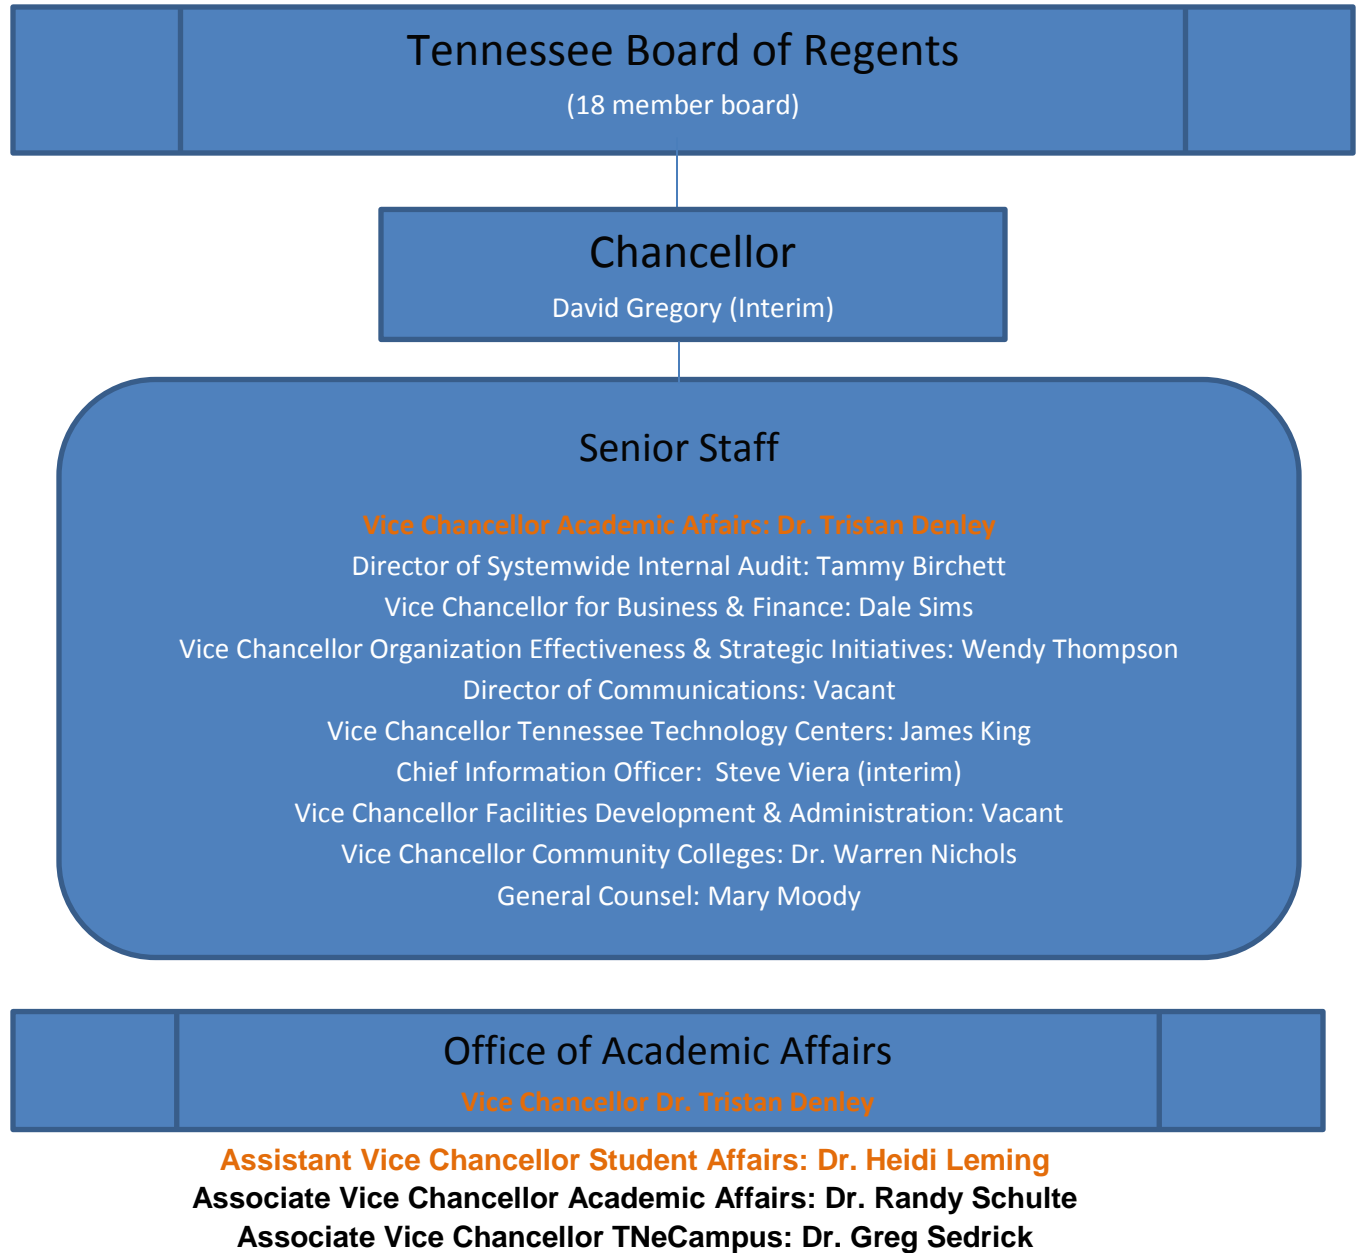 Tennessee Board of Regents
(18 member board)
Chancellor
David Gregory (Interim)
Senior Staff
Vice Chancellor Academic Affairs: Dr. Tristan Denley
Director of Systemwide Internal Audit: Tammy Birchett
Vice Chancellor for Business & Finance: Dale Sims
Vice Chancellor Organization Effectiveness & Strategic Initiatives: Wendy Thompson
Director of Communications: Vacant
Vice Chancellor Tennessee Technology Centers: James King
Chief Information Officer:  Steve Viera (interim)
Vice Chancellor Facilities Development & Administration: Vacant
Vice Chancellor Community Colleges: Dr. Warren Nichols
General Counsel: Mary Moody
Office of Academic Affairs
Vice Chancellor Dr. Tristan Denley
Assistant Vice Chancellor Student Affairs: Dr. Heidi Leming
Associate Vice Chancellor Academic Affairs: Dr. Randy Schulte
Associate Vice Chancellor TNeCampus: Dr. Greg Sedrick